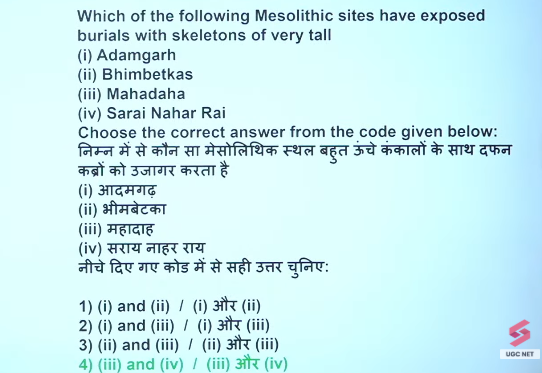 Which of the following Mesolithic sites have exposed
burials with skeletons of very tall
(i) Adamgarh
(ii) Bhimbetkas
(iii) Mahadaha
(iv) Sarai Nahar Rai
Choose the correct answer from the code given below:
निम्न में से कौन सा मेसोलिथिक स्थल बहुत ऊंचे कंकालों के साथ दफन
कब्रों को उजागर करता है
(i) आदमगढ़
(ii) भीमबेटका
(iii) महादाह
(iv) सराय नाहर राय
नीचे दिए गए कोड में से सही उत्तर चुनिए:
1) (i) and (ii) / (i) और (ii)
2) (i) and (iii) / (i) और (iii)
3) (ii) and (iii) / (ii) और (iii)
4) (iii) and (iv) / (iii) और (iv)
UGC NET